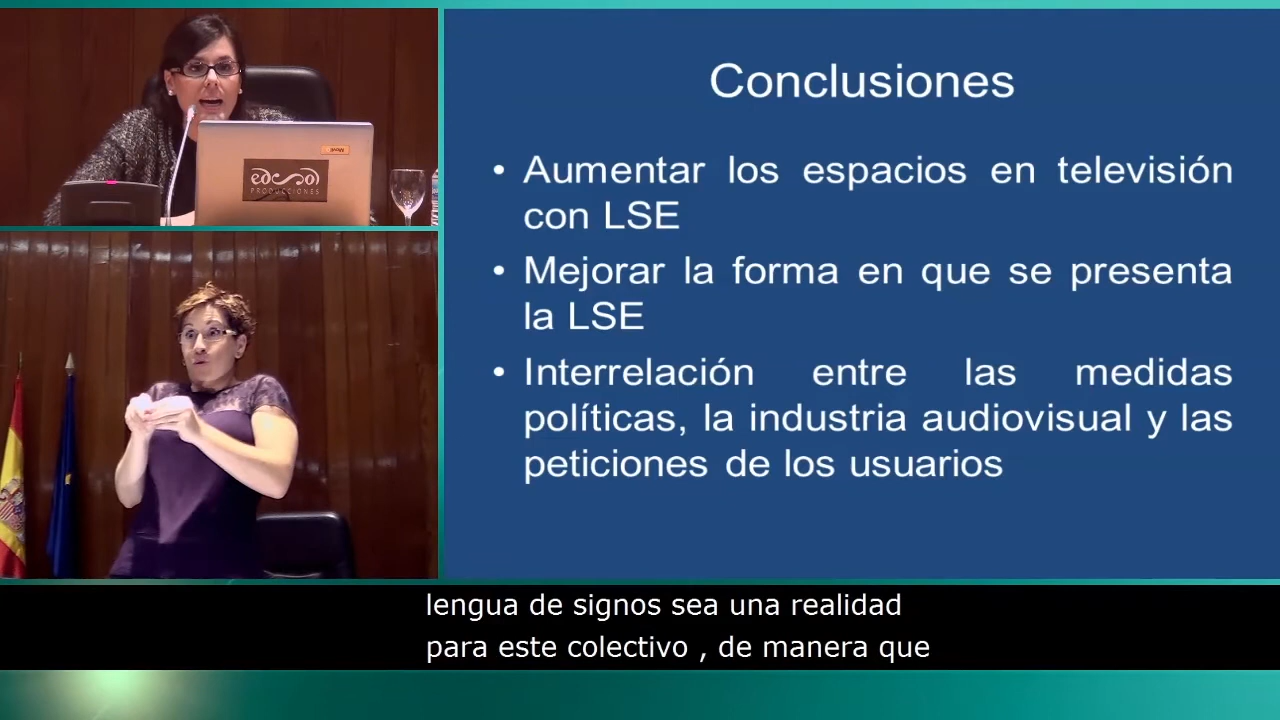 edsol
PRODUCCIONES
Conclusiones
• Aumentar los espacios en televisión
con LSE
• Mejorar la forma en que se presenta
la LSE
• Interrelación entre las medidas
políticas, la industria audiovisual y las
peticiones de los usuarios
lengua de signos sea una realidad
para este colectivo , de manera que